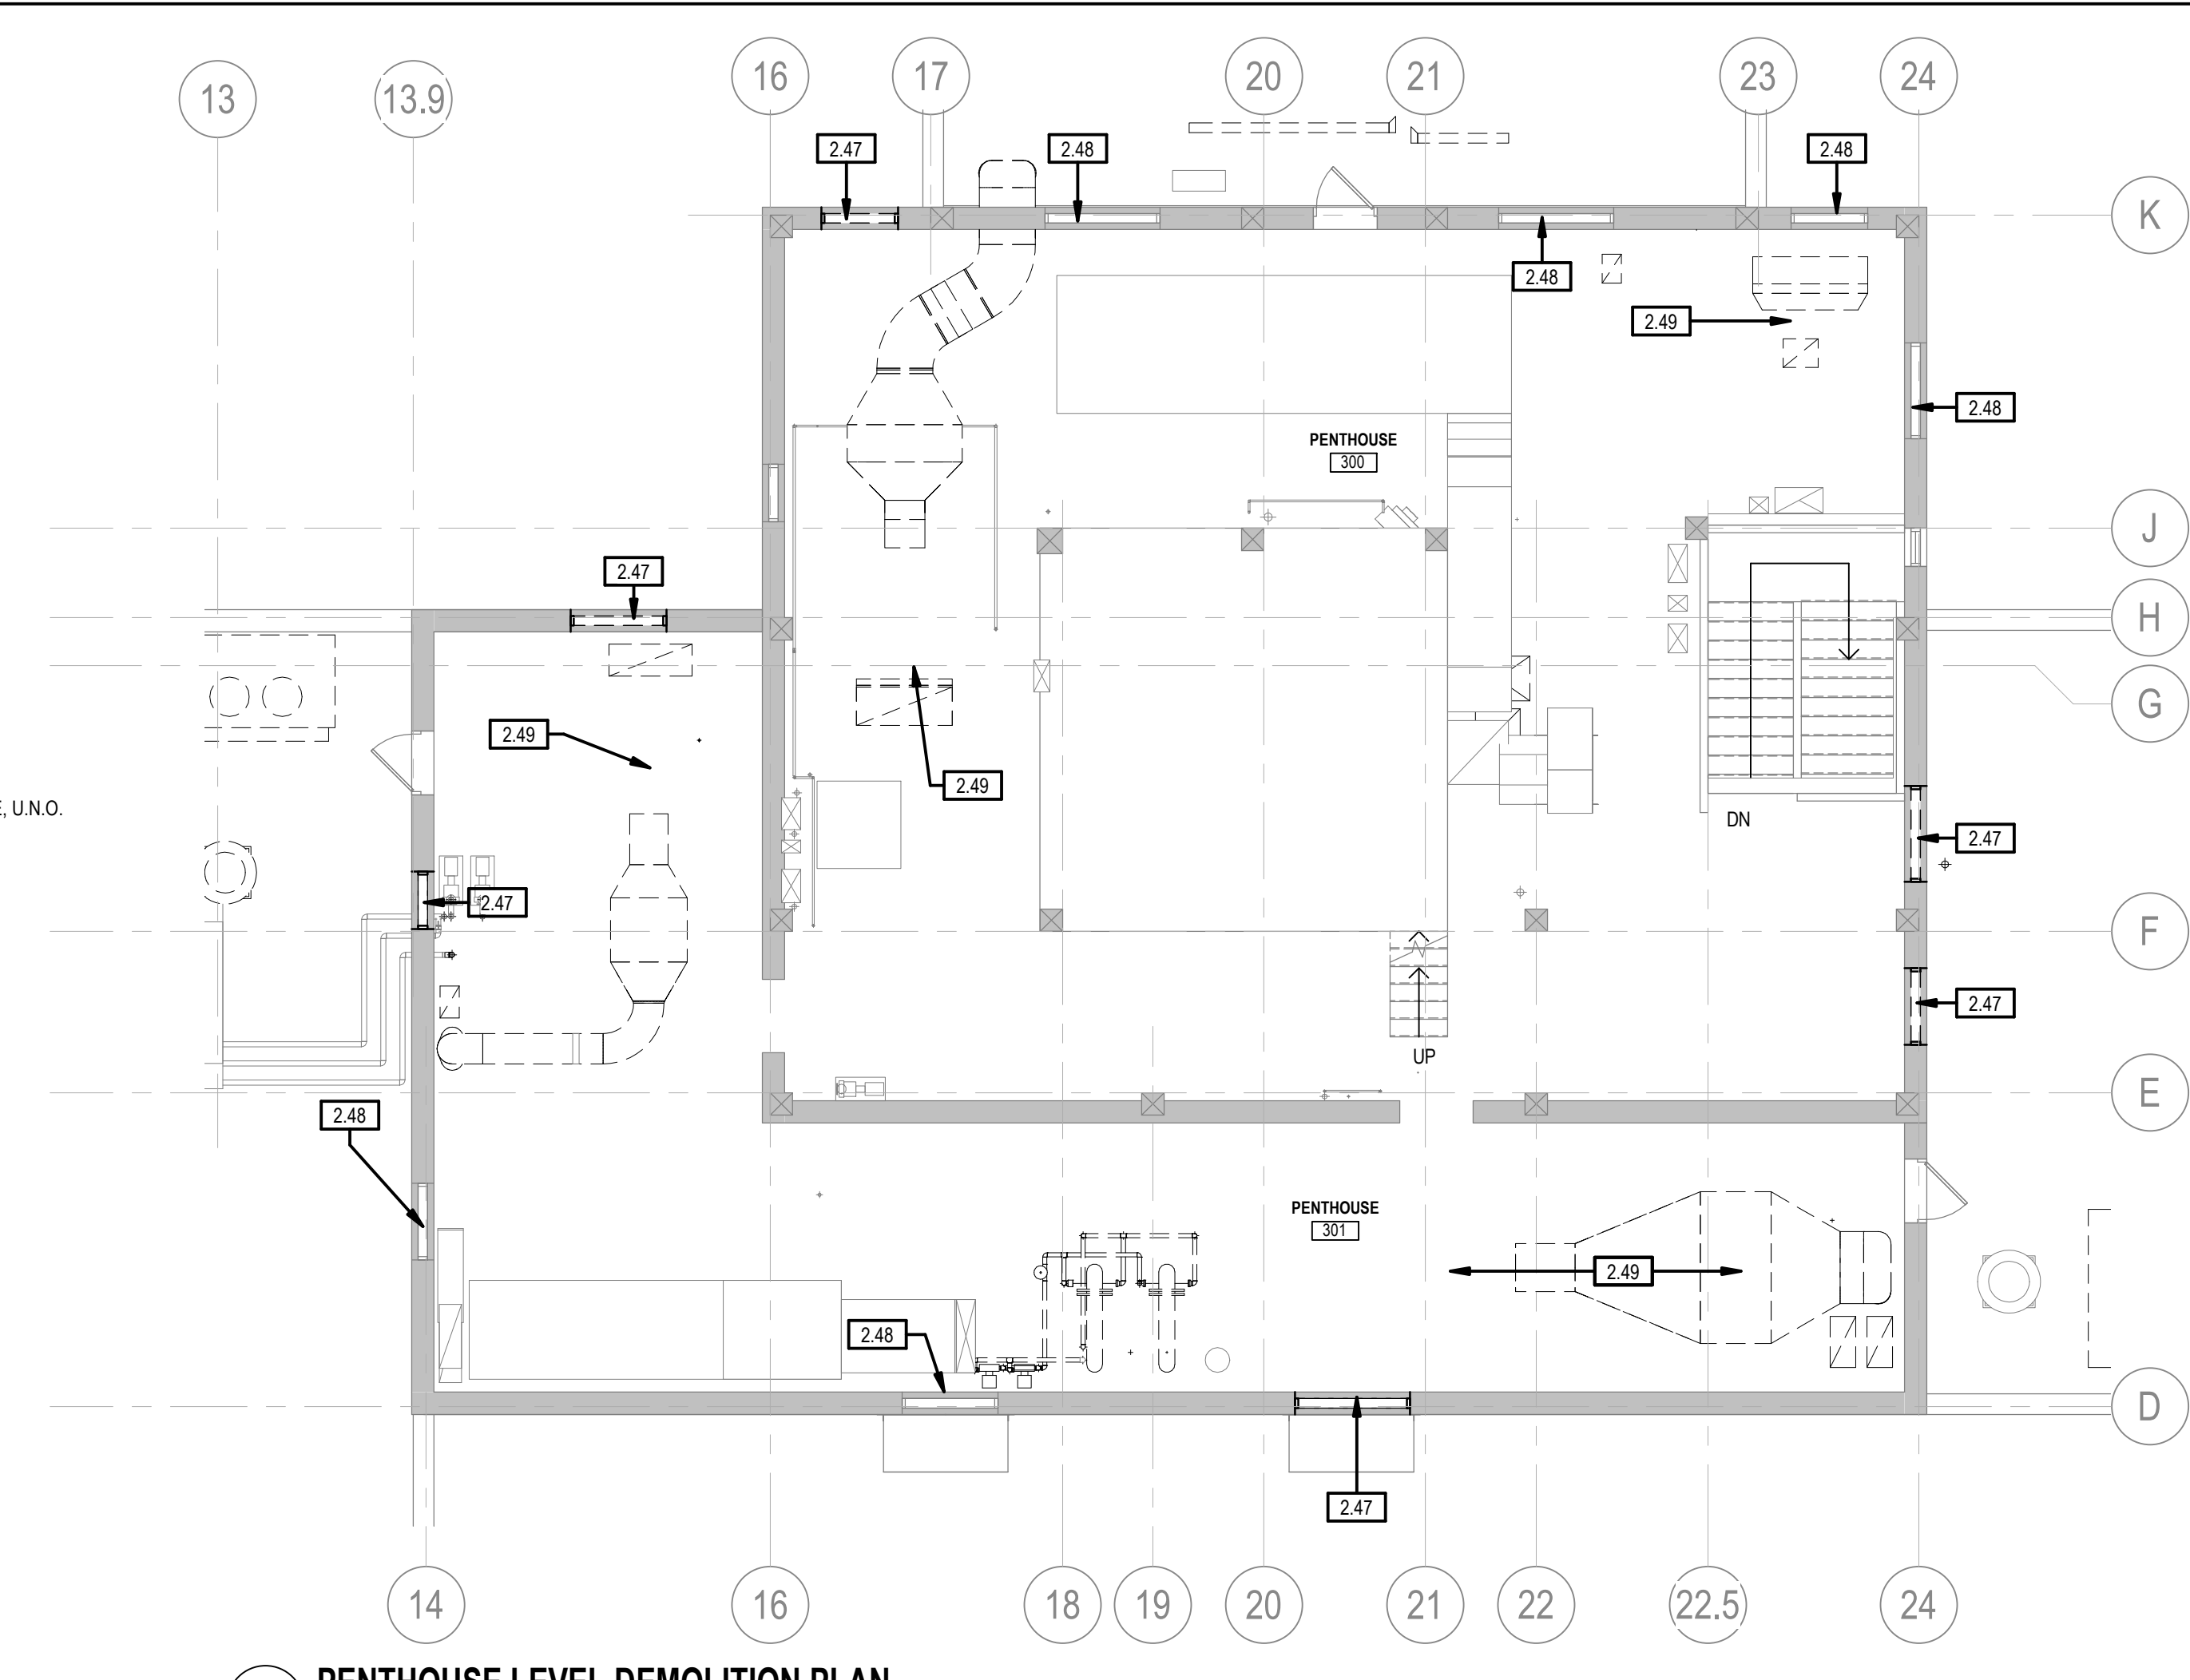 16
17
20
21
23
24
13
13.9
2.47
2.48
2.48
K
2.48
2.49
2.48
PENTHOUSE
300
J
2.47
H
G
2.49
2.49
E, U.N.O.
DN
2.47
2.47
F
2.47
UP
E
2.48
PENTHOUSE
301
2.49
2.48
D
2.47
14
16
18
19
20
21
22
22.5
24
PENTHOUSE LEVEL DEMOLITION PLAN